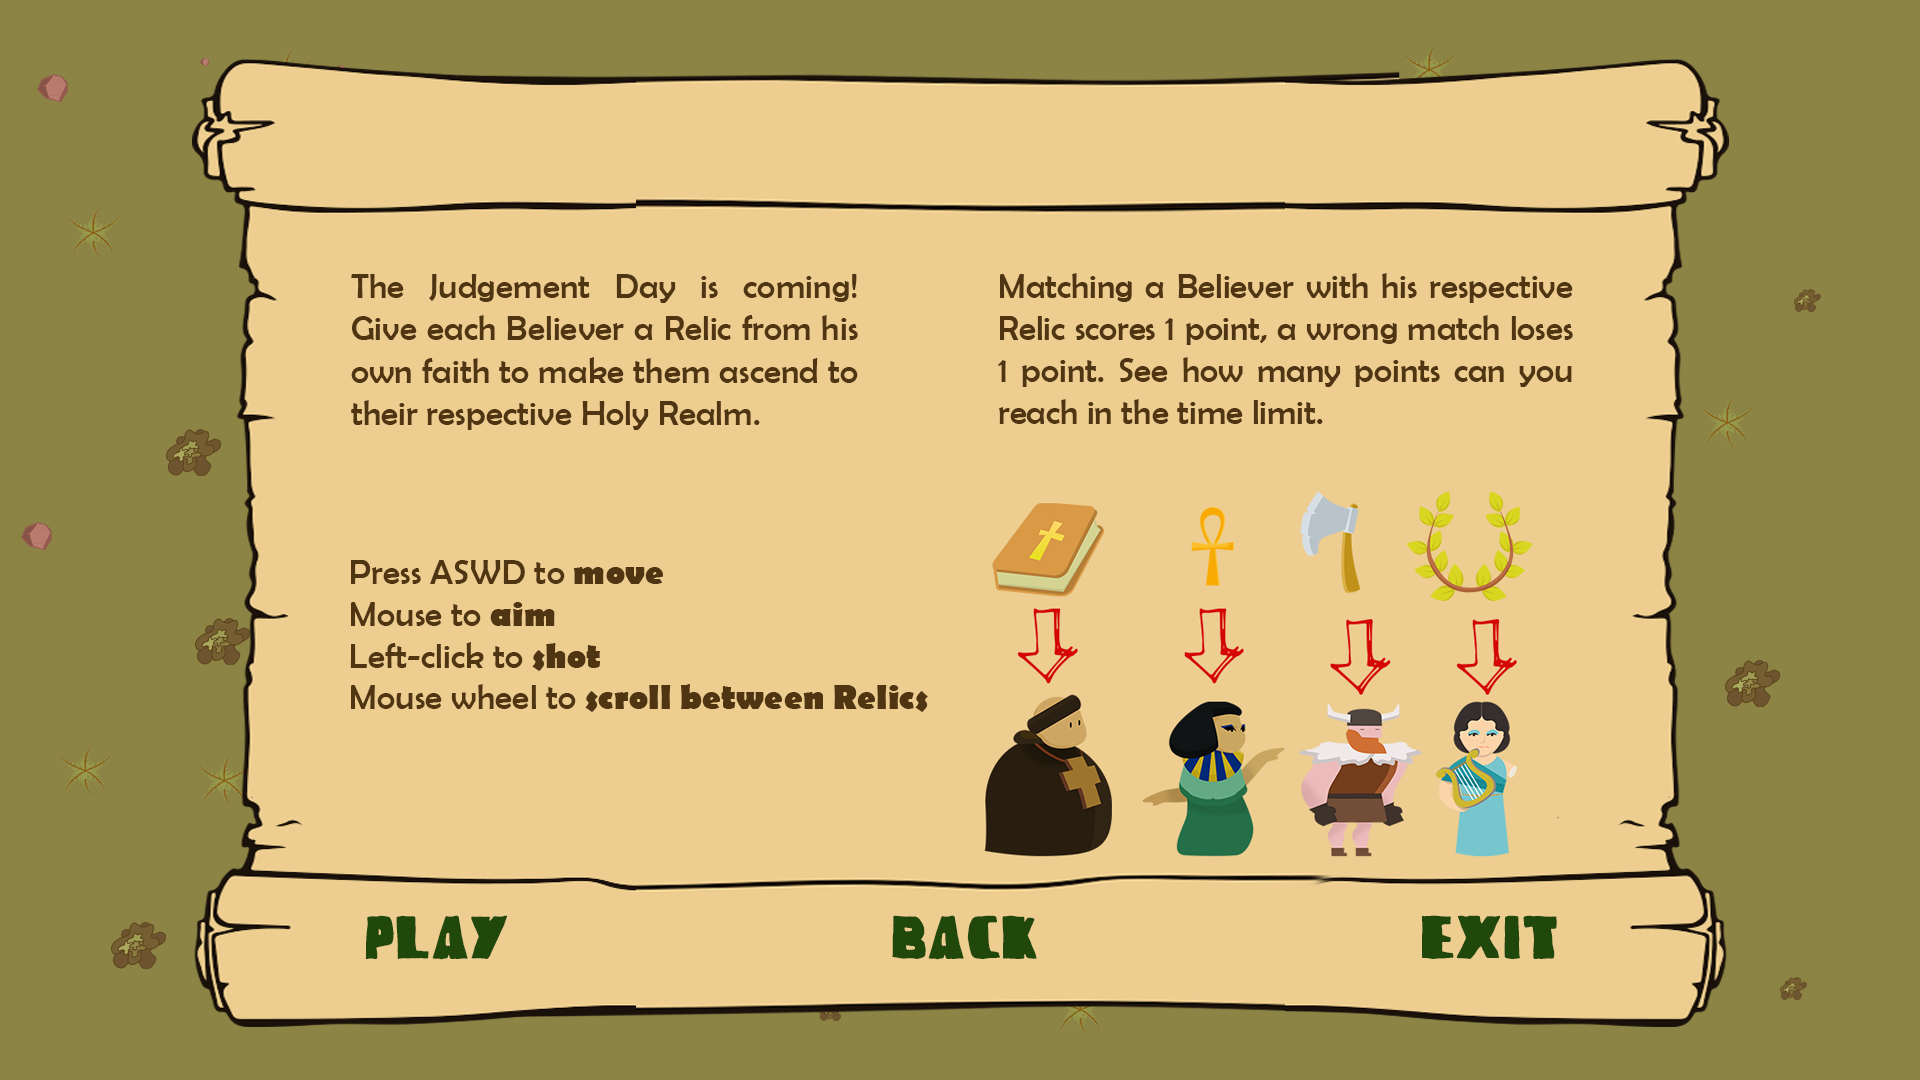 The Judgement Day is coming!
Give each Believer a Relic from his
own faith to make them ascend to
their respective Holy Realm.
Matching a Believer with his respective
Relic scores 1 point, a wrong match loses
1 point. See how many points can you
reach in the time limit.
Press ASWD to move
Mouse to aim
Left-click to shot
Mouse wheel to scroll between Relics
PLAY
BACK
EXIT